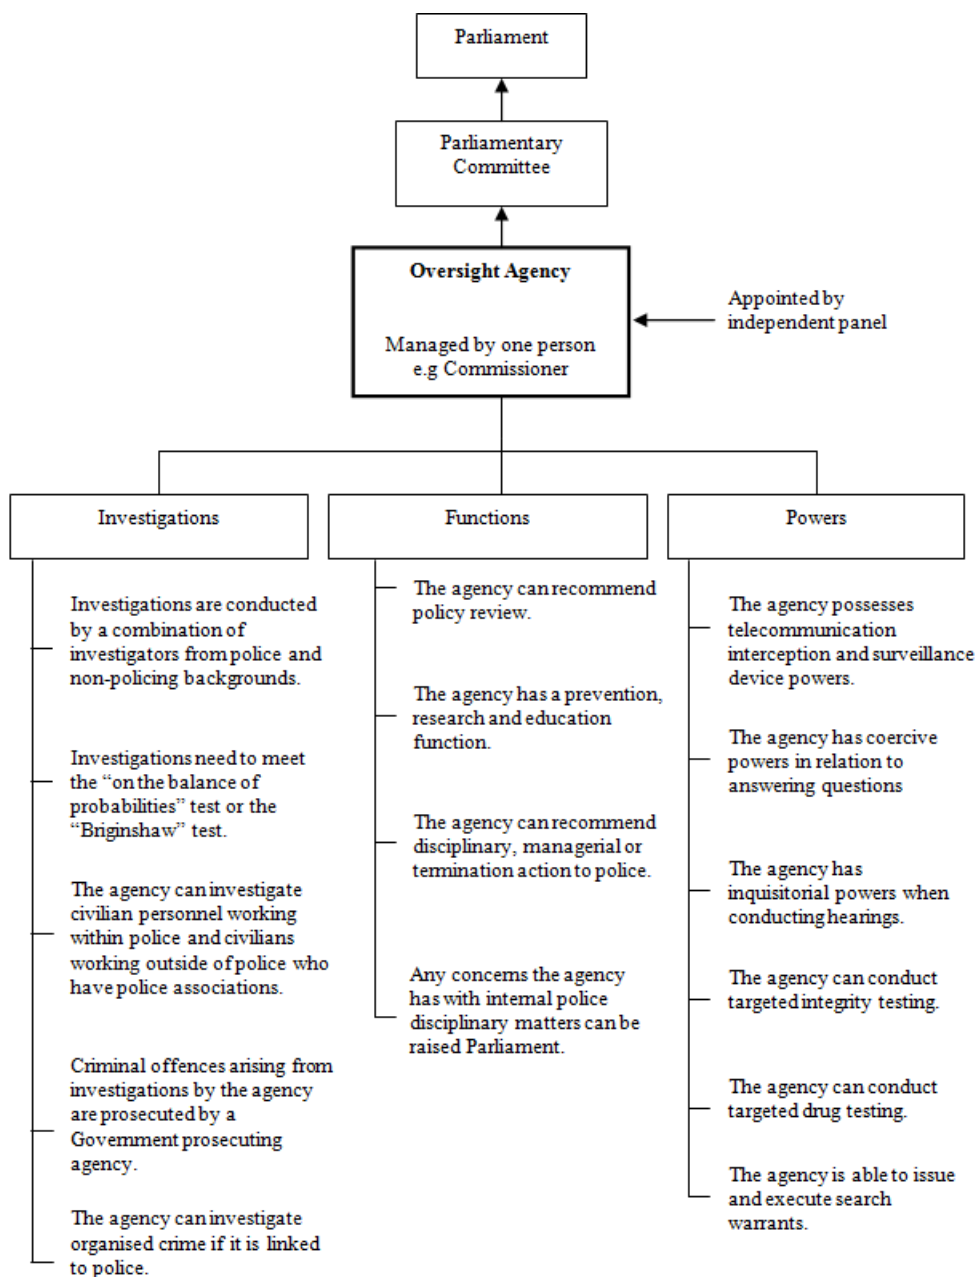 Parliament
Parliamentary
Committee
Oversight Agency
Managed by one person
e.g Commissioner
Appointed by
independent panel
Investigations
Investigations are conducted
by a combination of
investigators from police and
non-policing backgrounds.
Investigations need to meet
the “on the balance of
probabilities” test or the
“Briginshaw” test.
The agency can investigate
civilian personnel working
within police and civilians
working outside of police who
have police associations.
Criminal offences arising from
investigations by the agency
are prosecuted by a
Government prosecuting
agency.
The agency can investigate
organised crime if it is linked
to police.
Functions
The agency can recommend
policy review.
The agency has a prevention,
research and education
function.
The agency can recommend
disciplinary, managerial or
termination action to police.
Any concerns the agency
has with internal police
disciplinary matters can be
raised Parliament.
Powers
The agency possesses
telecommunication
interception and surveillance
device powers.
The agency has coercive
powers in relation to
answering questions
The agency has
inquisitorial powers when
conducting hearings.
The agency can conduct
targeted integrity testing.
The agency can conduct
targeted drug testing.
The agency is able to issue
and execute search
warrants.